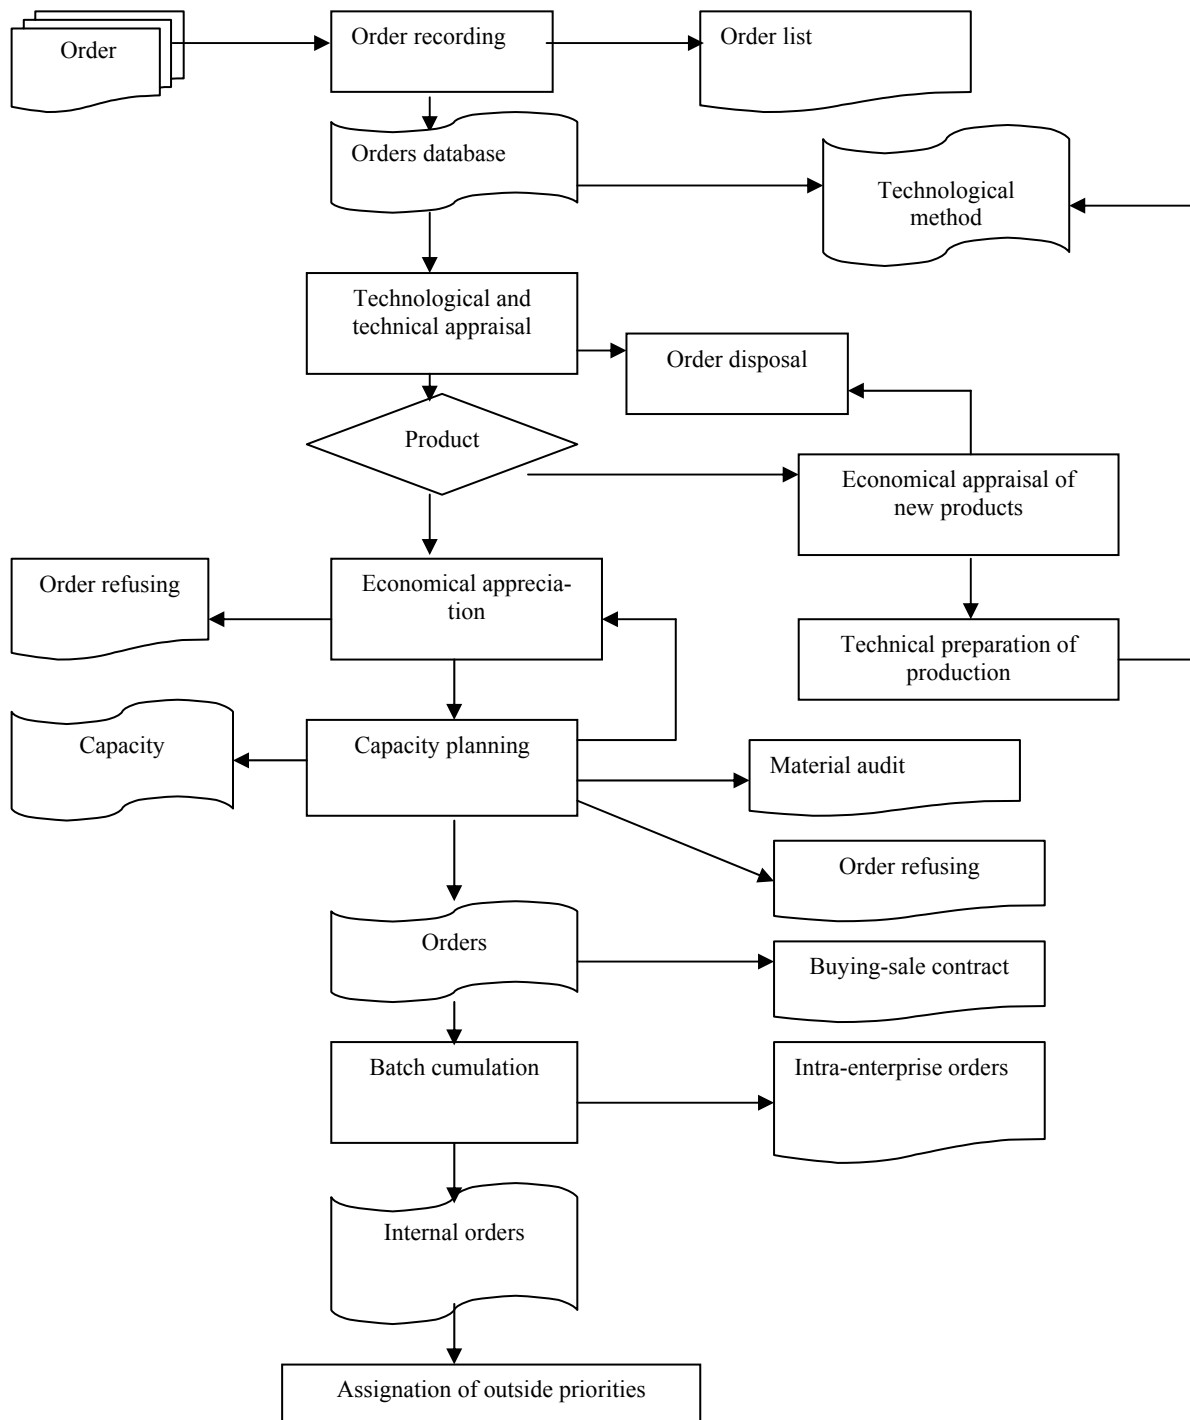 Order
Order recording
Order list
Orders database
Technological
method
Technological and
technical appraisal
Order disposal
Product
Economical appraisal of
new products
Order refusing
Economical apprecia-
tion
Technical preparation of
production
Capacity
Capacity planning
Material audit
Order refusing
Orders
Buying-sale contract
Batch cumulation
Intra-enterprise orders
Internal orders
Assignation of outside priorities